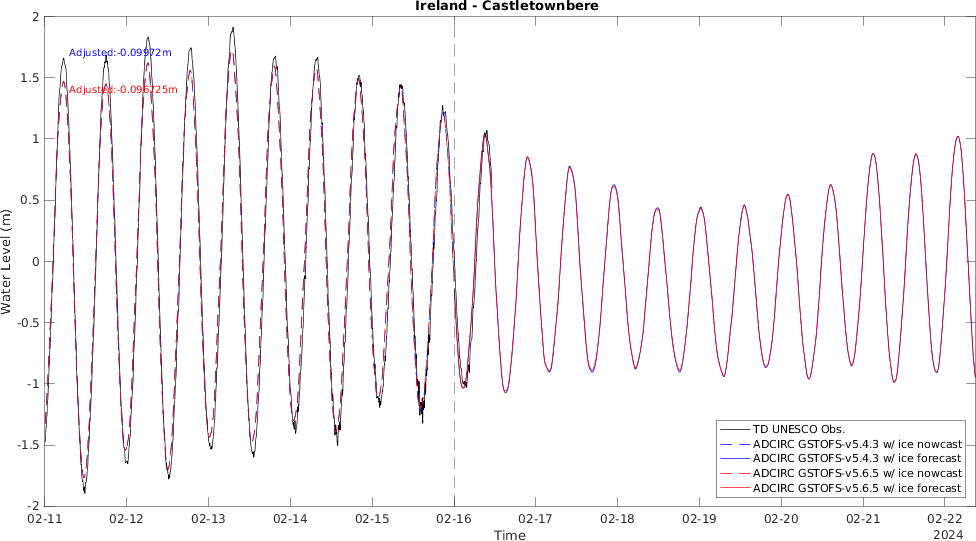 Ireland - Castletownbere
2
1.5
1
0.5
0
-0.5
-1
-1.5
-2
Water Level (m)
Adjusted:-0.09972m
Adjusted:-0.096725m
TD UNESCO Obs.
ADCIRC GSTOFS-v5.4.3 w/ ice nowcast
ADCIRC GSTOFS-v5.4.3 w/ ice forecast
ADCIRC GSTOFS-v5.6.5 w/ ice nowcast
ADCIRC GSTOFS-v5.6.5 w/ ice forecast
02-11 02-12 02-13 02-14 02-15 02-16 02-17 02-18 02-19 02-20 02-21 02-22
Time
2024